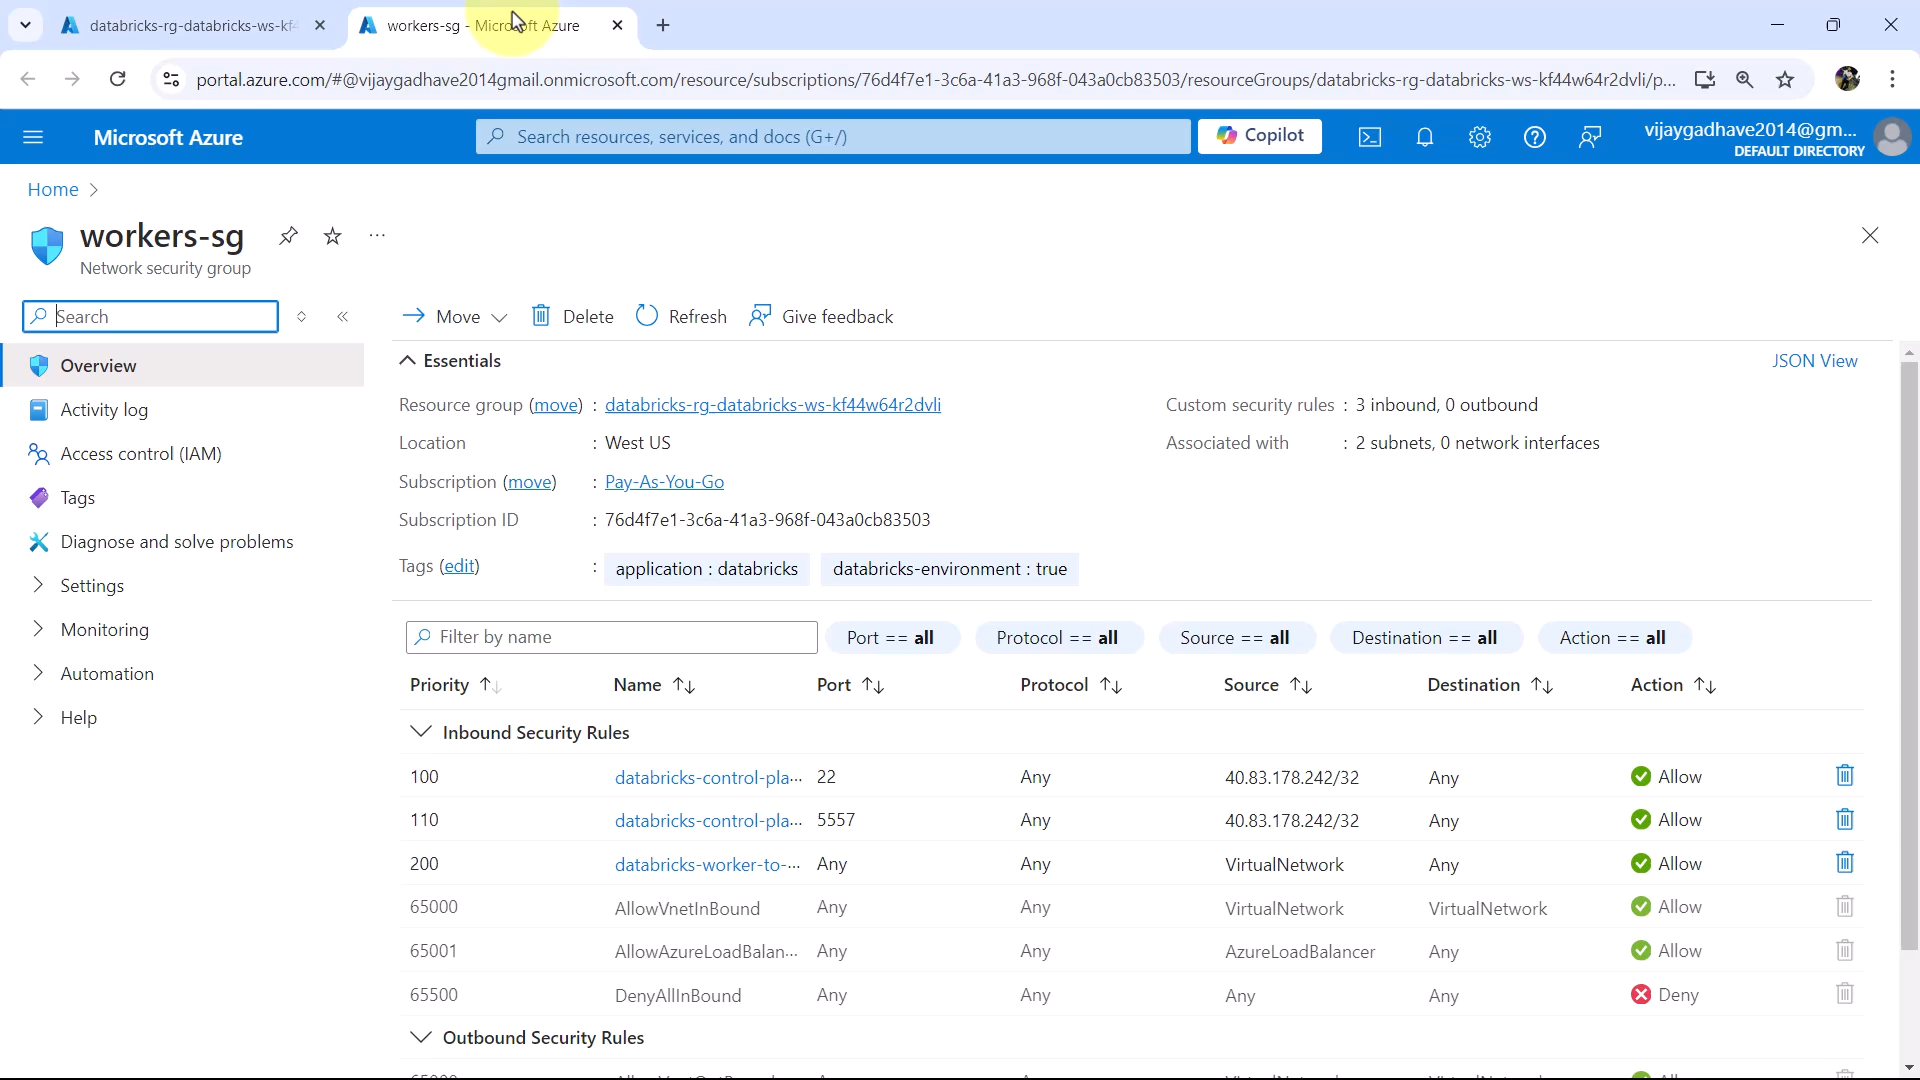 databricks-rg-databricks-ws-kf4
workers-sg - Microsoft Azure
portal.azure.com/#@vijaygadhave2014gmail.onmicrosoft.com/resource/subscriptions/76d4f7e1-3c6a-41a3-968f-043a0cb83503/resourceGroups/databricks-rg-databricks-ws-kf44w64r2dvli/p...
Microsoft Azure
Search resources, services, and docs (G+/)
Copilot
vijaygadhave2014@gm...
DEFAULT DIRECTORY
Home
workers-sg
Network security group
Search
Move
Delete
Refresh
Give feedback
Overview
Activity log
Access control (IAM)
Tags
Diagnose and solve problems
Settings
Monitoring
Automation
Help
Essentials
JSON View
Resource group (move) : databricks-rg-databricks-ws-kf44w64r2dvli
Custom security rules : 3 inbound, 0 outbound
Location : West US
Associated with : 2 subnets, 0 network interfaces
Subscription (move) : Pay-As-You-Go
Subscription ID : 76d4f7e1-3c6a-41a3-968f-043a0cb83503
Tags (edit) : application : databricks databricks-environment : true
Filter by name Port == all Protocol == all Source == all Destination == all Action == all
Priority Name Port Protocol Source Destination Action
Inbound Security Rules
100 databricks-control-pla... 22 Any 40.83.178.242/32 Any Allow
110 databricks-control-pla... 5557 Any 40.83.178.242/32 Any Allow
200 databricks-worker-to-... Any Any VirtualNetwork Any Allow
65000 AllowVnetInBound Any Any VirtualNetwork VirtualNetwork Allow
65001 AllowAzureLoadBalan... Any Any AzureLoadBalancer Any Allow
65500 DenyAllInBound Any Any Any Any Deny
Outbound Security Rules